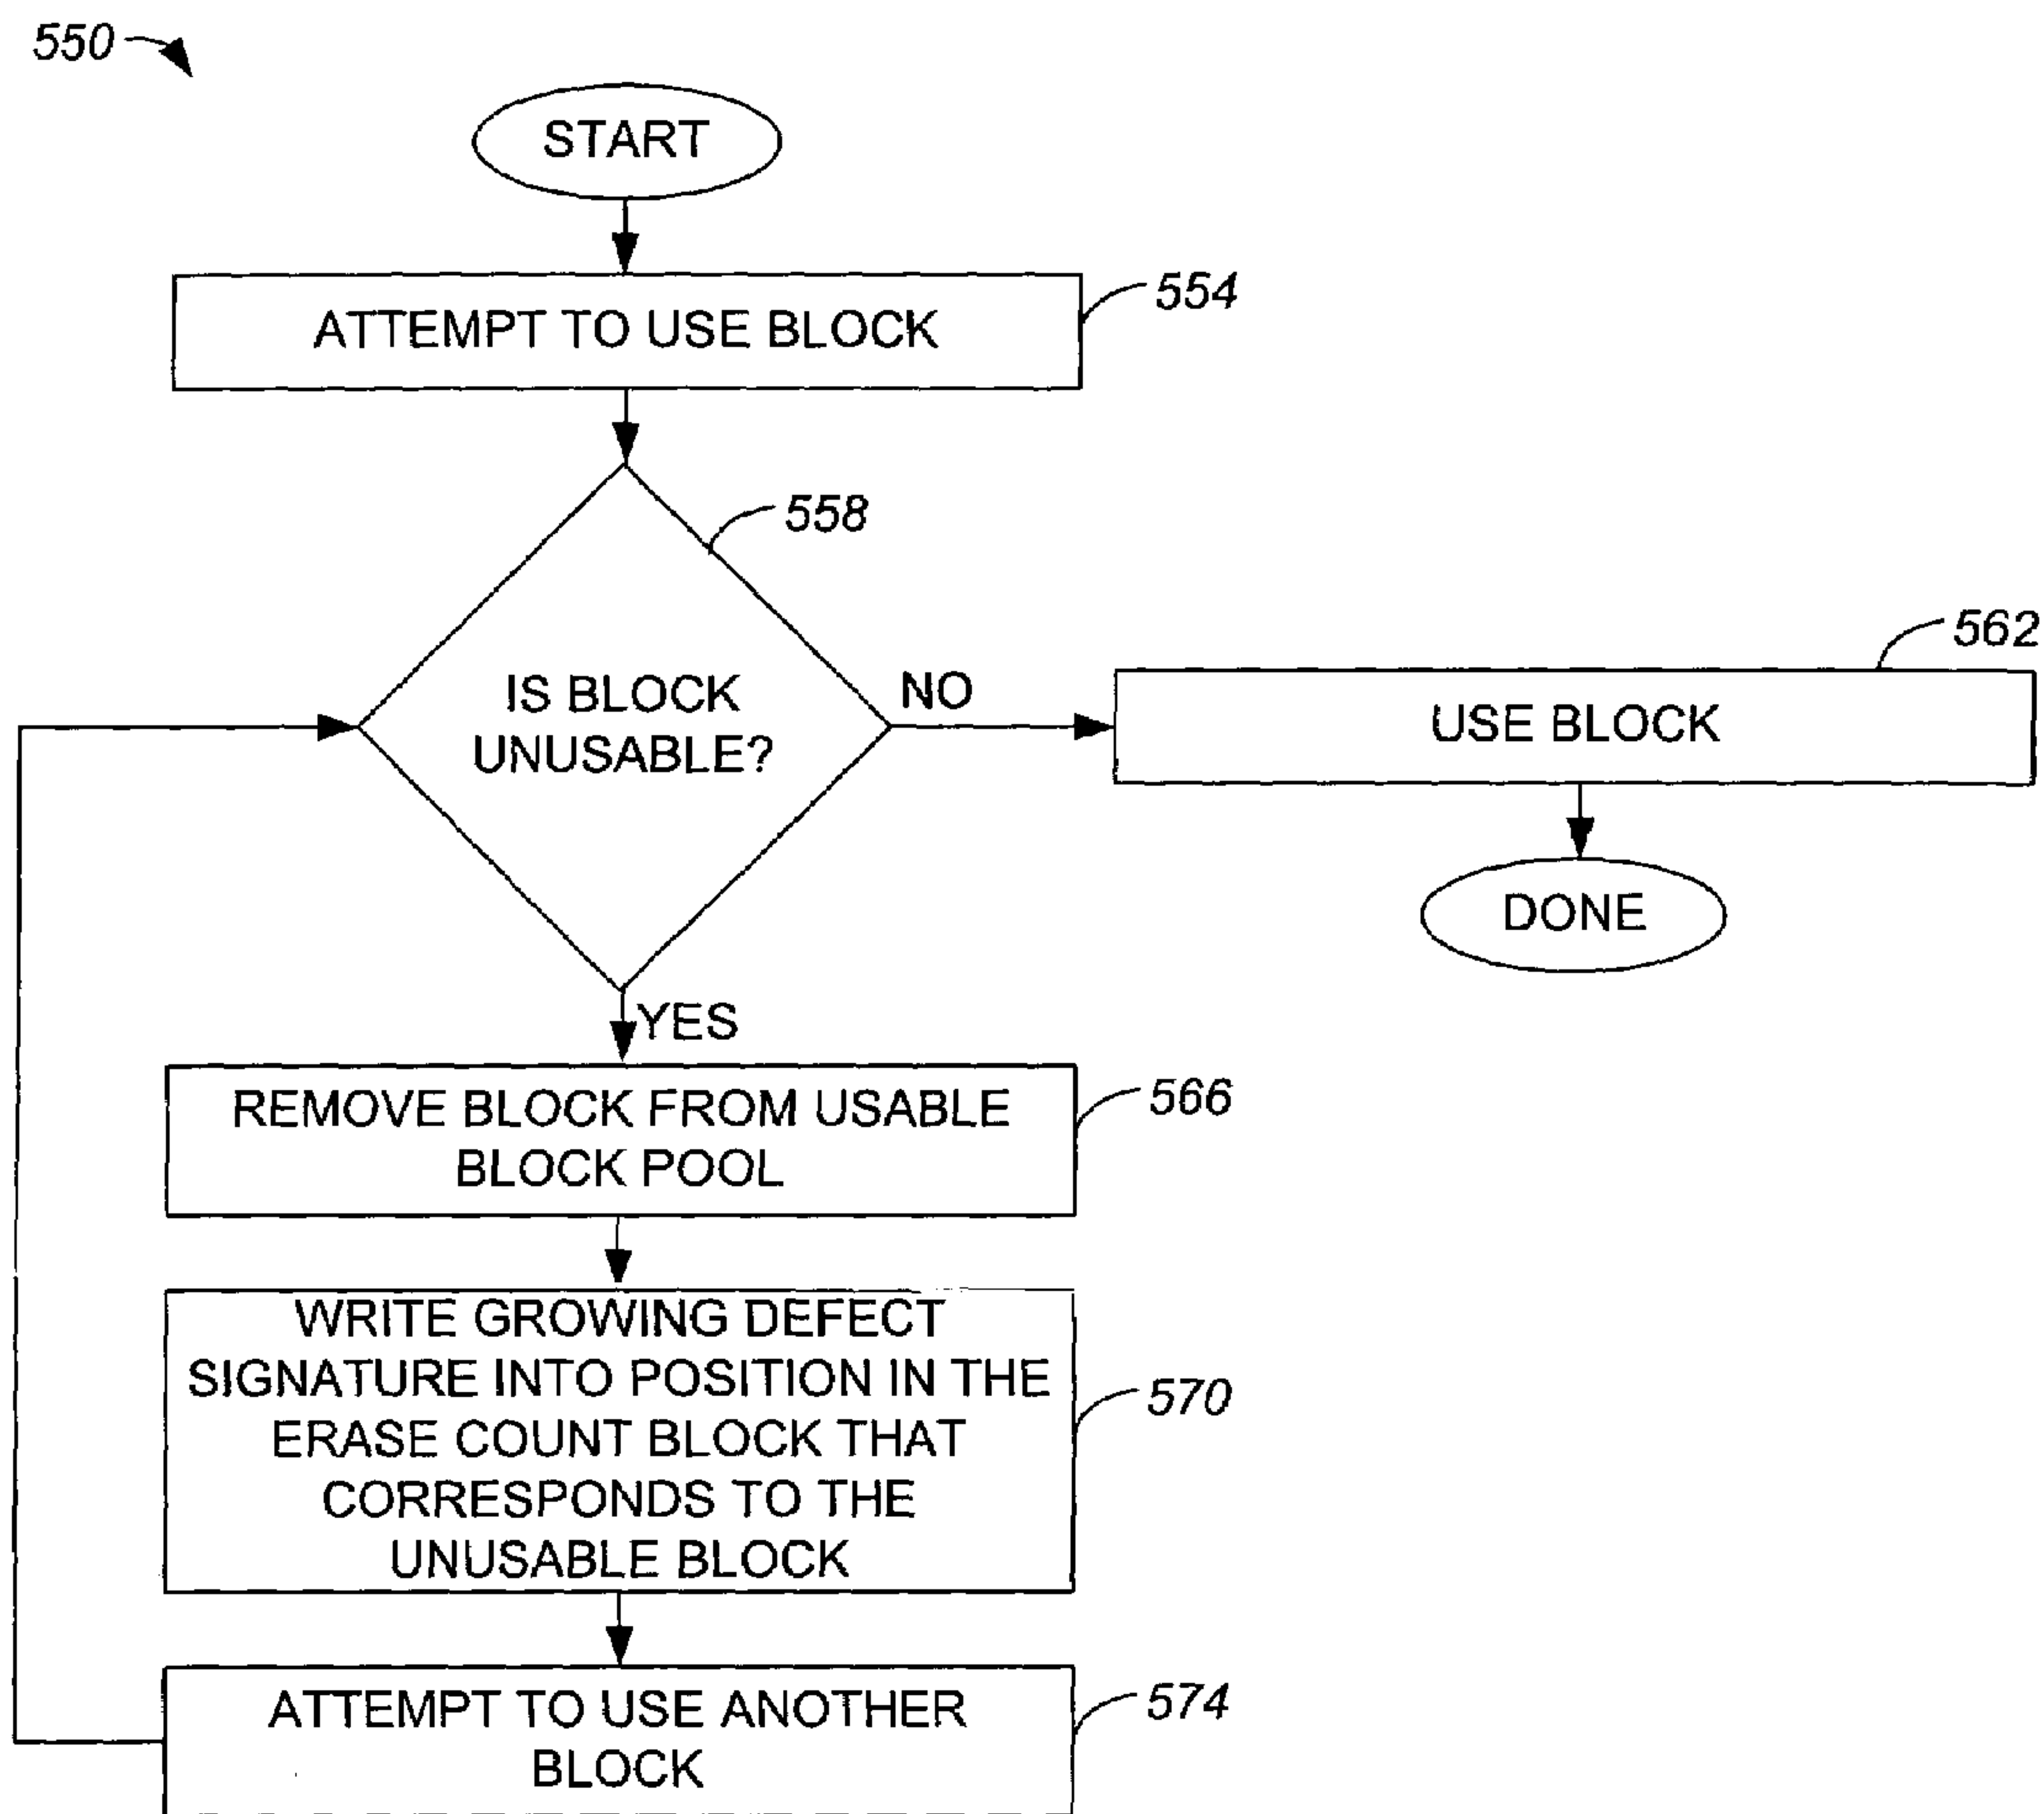 550
START
ATTEMPT TO USE BLOCK
554
558
IS BLOCK
UNUSABLE?
NO
562
USE BLOCK
DONE
YES
REMOVE BLOCK FROM USABLE
BLOCK POOL
566
WRITE GROWING DEFECT
SIGNATURE INTO POSITION IN THE
ERASE COUNT BLOCK THAT
CORRESPONDS TO THE
UNUSABLE BLOCK
570
ATTEMPT TO USE ANOTHER
BLOCK
574